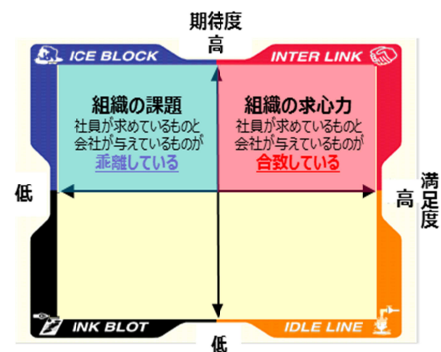 期待度
高
ICE BLOCK
INTER LINK
組織の課題
社員が求めているものと
会社が与えているものが
乖離している
組織の求心力
社員が求めているものと
会社が与えているものが
合致している
低
高
満足度
INK BLOT
IDLE LINE
低